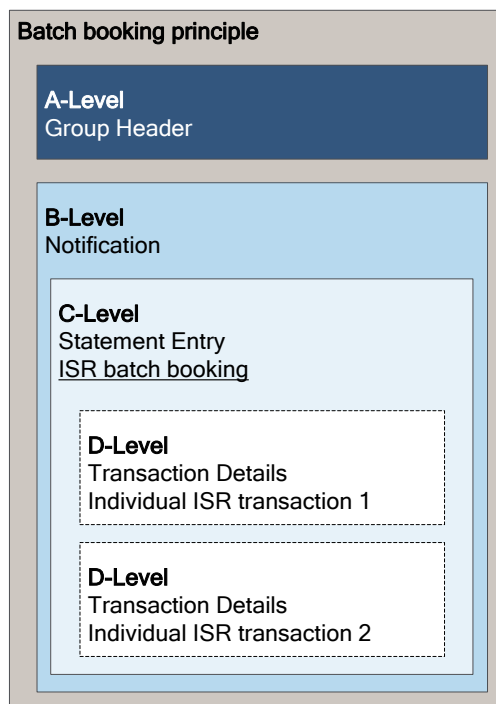 Batch booking principle
A-Level
Group Header
B-Level
Notification
C-Level
Statement Entry
ISR batch booking
D-Level
Transaction Details
Individual ISR transaction 1
D-Level
Transaction Details
Individual ISR transaction 2